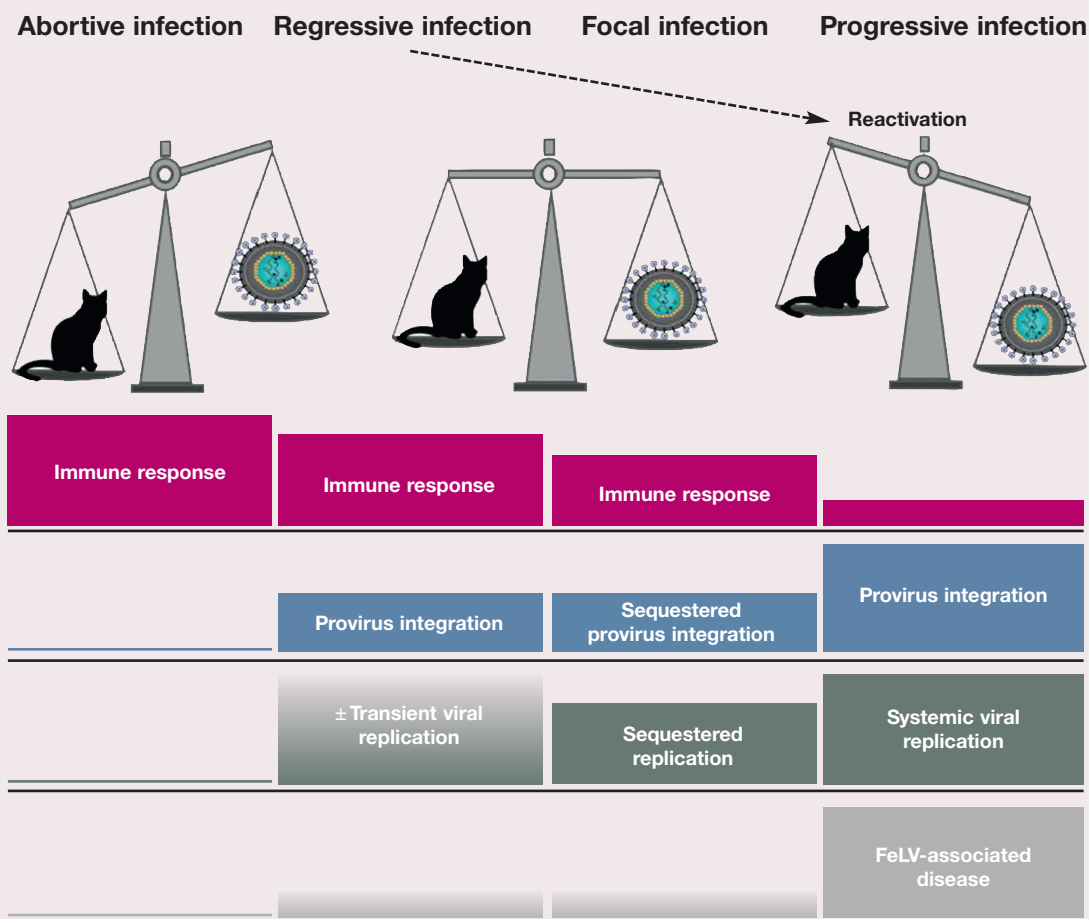 Abortive infection
Regressive infection
Focal infection
Progressive infection
Reactivation
Immune response
Immune response
Immune response
Provirus integration
Sequestered
provirus integration
Provirus integration
± Transient viral
replication
Sequestered
replication
Systemic viral
replication
FeLV-associated
disease